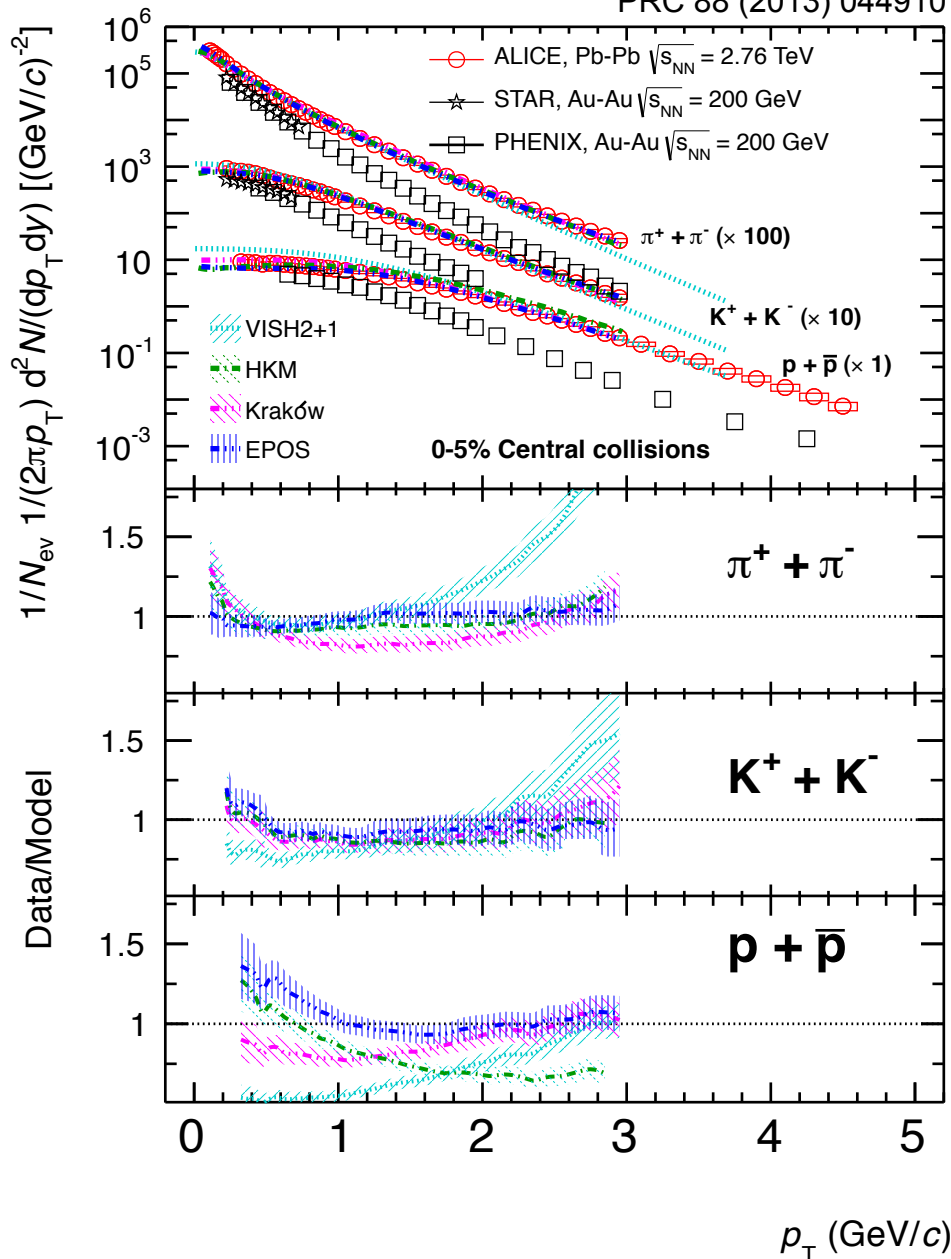 PRC 88 (2013) 044910
1/N_ev 1/(2πp_T) d² N/(dp_T dy) [(GeV/c)⁻²]
10⁶
10⁵
10³
10
10⁻¹
10⁻³
ALICE, Pb-Pb √s_NN = 2.76 TeV
STAR, Au-Au √s_NN = 200 GeV
PHENIX, Au-Au √s_NN = 200 GeV
π⁺ + π⁻ (× 100)
K⁺ + K⁻ (× 10)
p + p̅ (× 1)
VISH2+1
HKM
Kraków
EPOS
0-5% Central collisions
Data/Model
1.5
1
π⁺ + π⁻
1.5
1
K⁺ + K⁻
1.5
1
p + p̅
0 1 2 3 4 5
p_T (GeV/c)